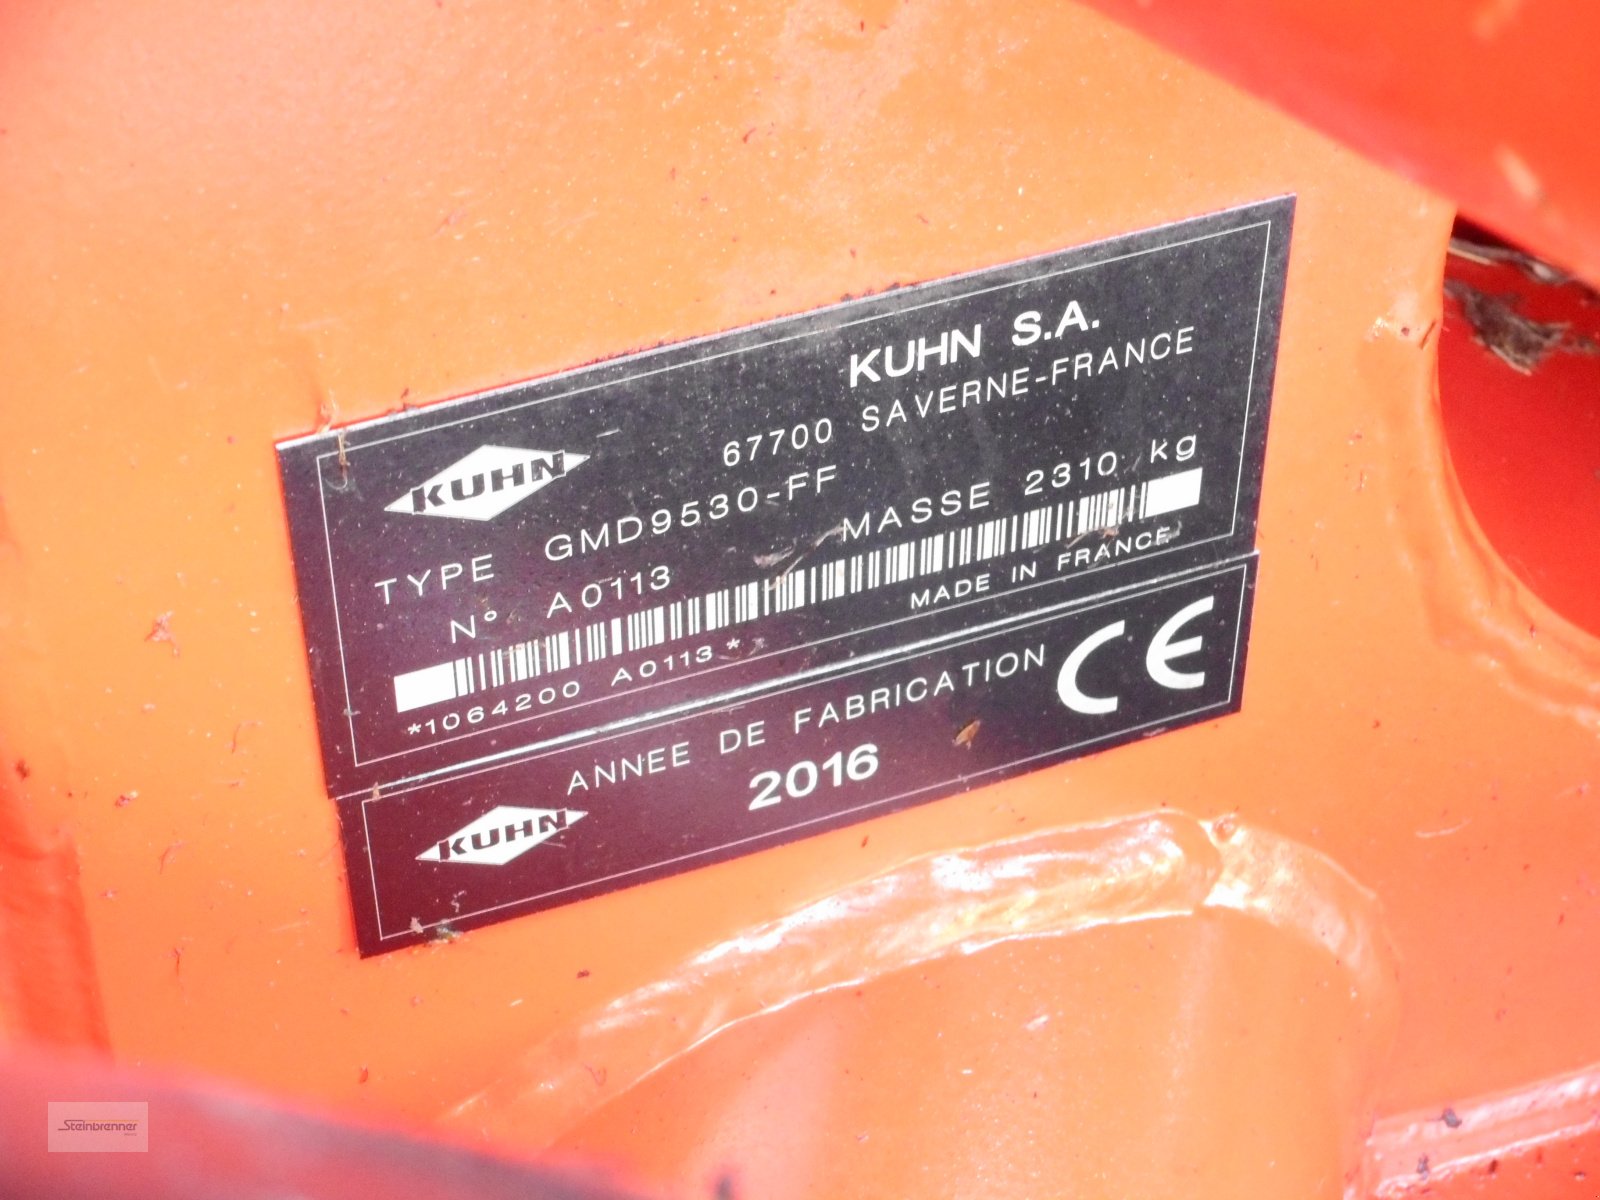 KUHN S.A.
KUHN 67700 SAVERNE-FRANCE
TYPE GMD9530-FF MASSE 2310 kg
N° A0113
*1064200 A0113* MADE IN FRANCE
ANNEE DE FABRICATION CE
KUHN 2016
Steinbrenner